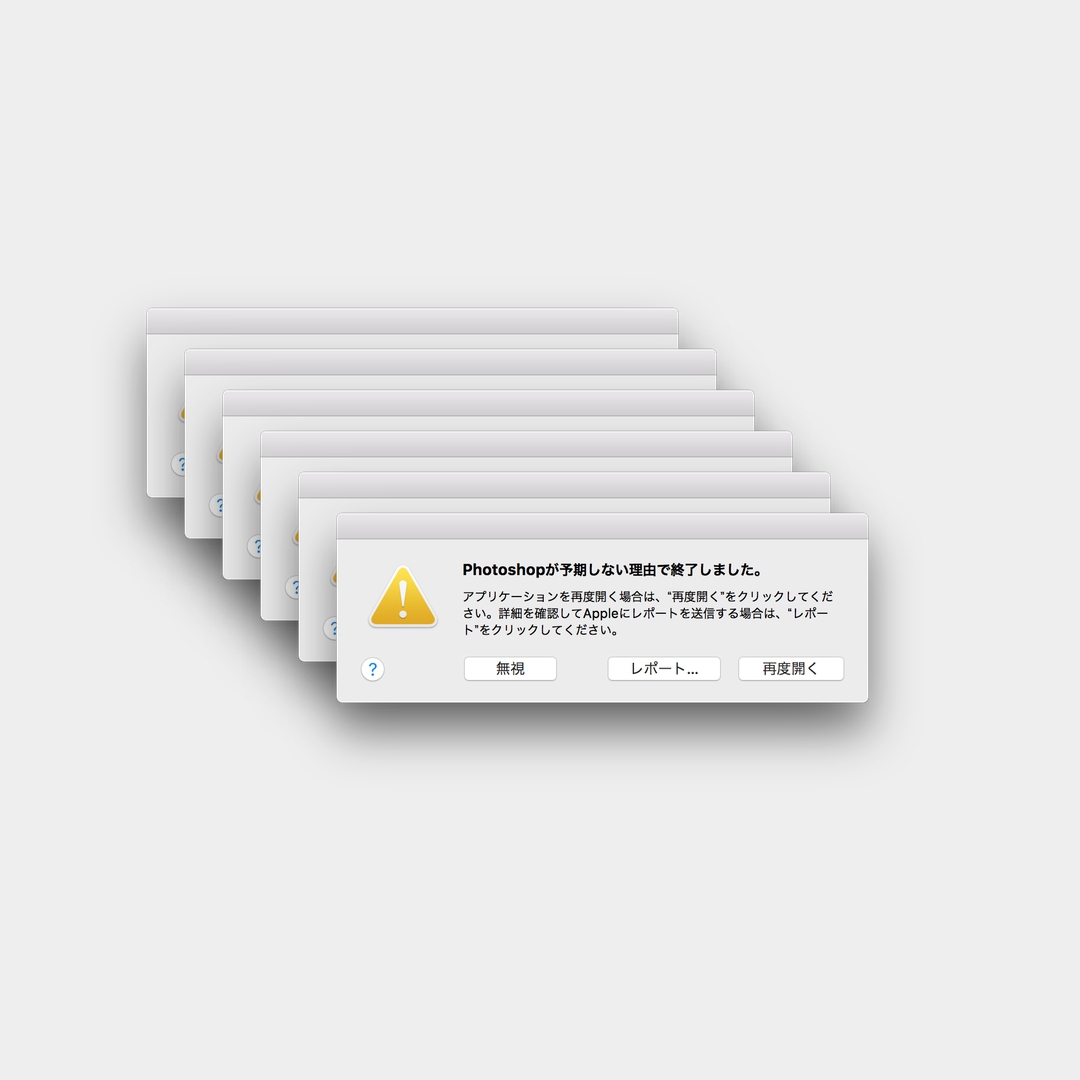 Photoshopが予期しない理由で終了しました。
アプリケーションを再度開く場合は、“再度開く”をクリックしてくだ
さい。詳細を確認してAppleにレポートを送信する場合は、“レポー
ト”をクリックしてください。
?
?
?
?
?
? 無視 レポート... 再度開く